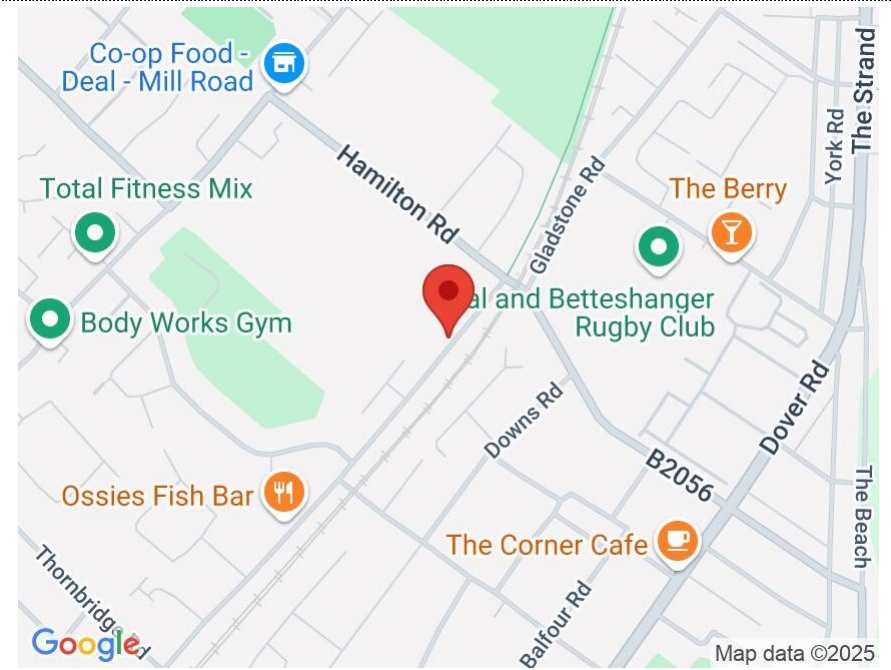 Co-op Food -
Deal - Mill Road
The Strand
York Rd
Hamilton Rd
Total Fitness Mix
The Berry
Gladstone Rd
al and Betteshanger
Rugby Club
Body Works Gym
Dover Rd
Downs Rd
B2056
The Beach
Ossies Fish Bar
The Corner Cafe
Thornbridge Rd
Balfour Rd
Google
Map data ©2025